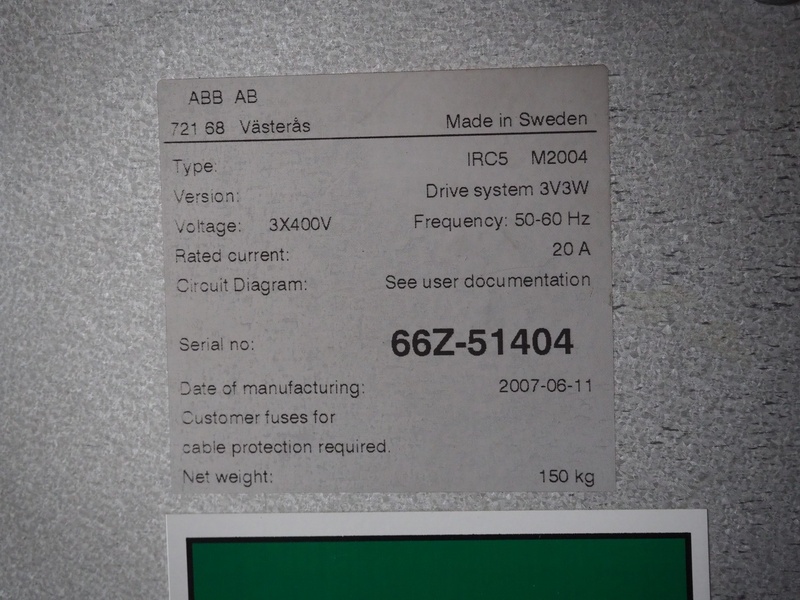 ABB AB
721 68 Västerås Made in Sweden
Type: IRC5 M2004
Version: Drive system 3V3W
Voltage: 3X400V Frequency: 50-60 Hz
Rated current: 20 A
Circuit Diagram: See user documentation
Serial no: 66Z-51404
Date of manufacturing: 2007-06-11
Customer fuses for
cable protection required.
Net weight: 150 kg